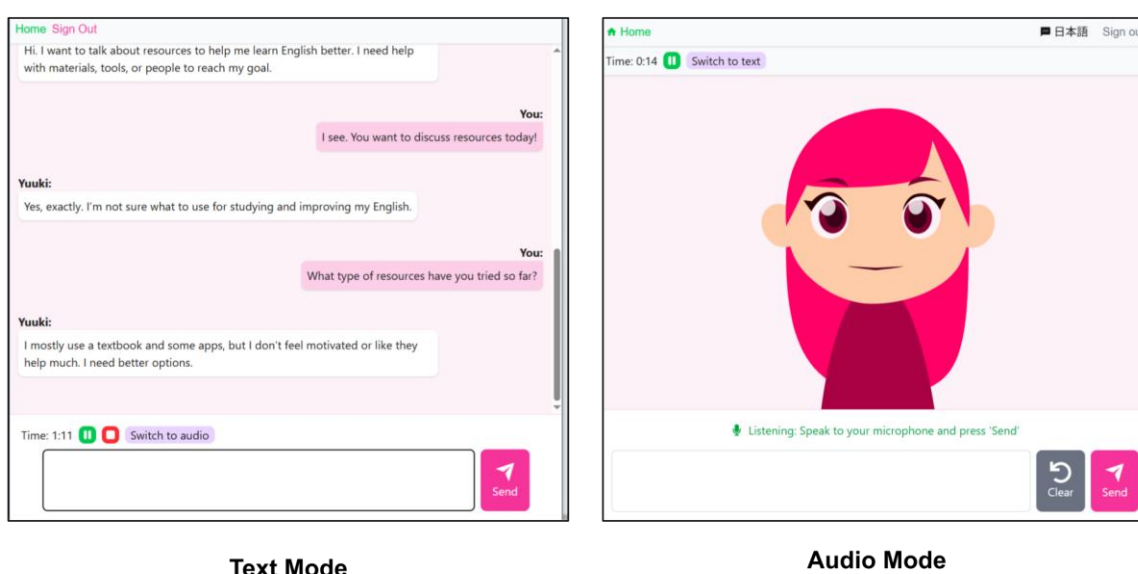 Home Sign Out
Hi. I want to talk about resources to help me learn English better. I need help
with materials, tools, or people to reach my goal.
You:
I see. You want to discuss resources today!
Yuuki:
Yes, exactly. I'm not sure what to use for studying and improving my English.
You:
What type of resources have you tried so far?
Yuuki:
I mostly use a textbook and some apps, but I don't feel motivated or like they
help much. I need better options.
Time: 1:11 Switch to audio
Send
Text Mode
Home 日本語 Sign ou
Time: 0:14 Switch to text
Listening: Speak to your microphone and press 'Send'
Clear Send
Audio Mode